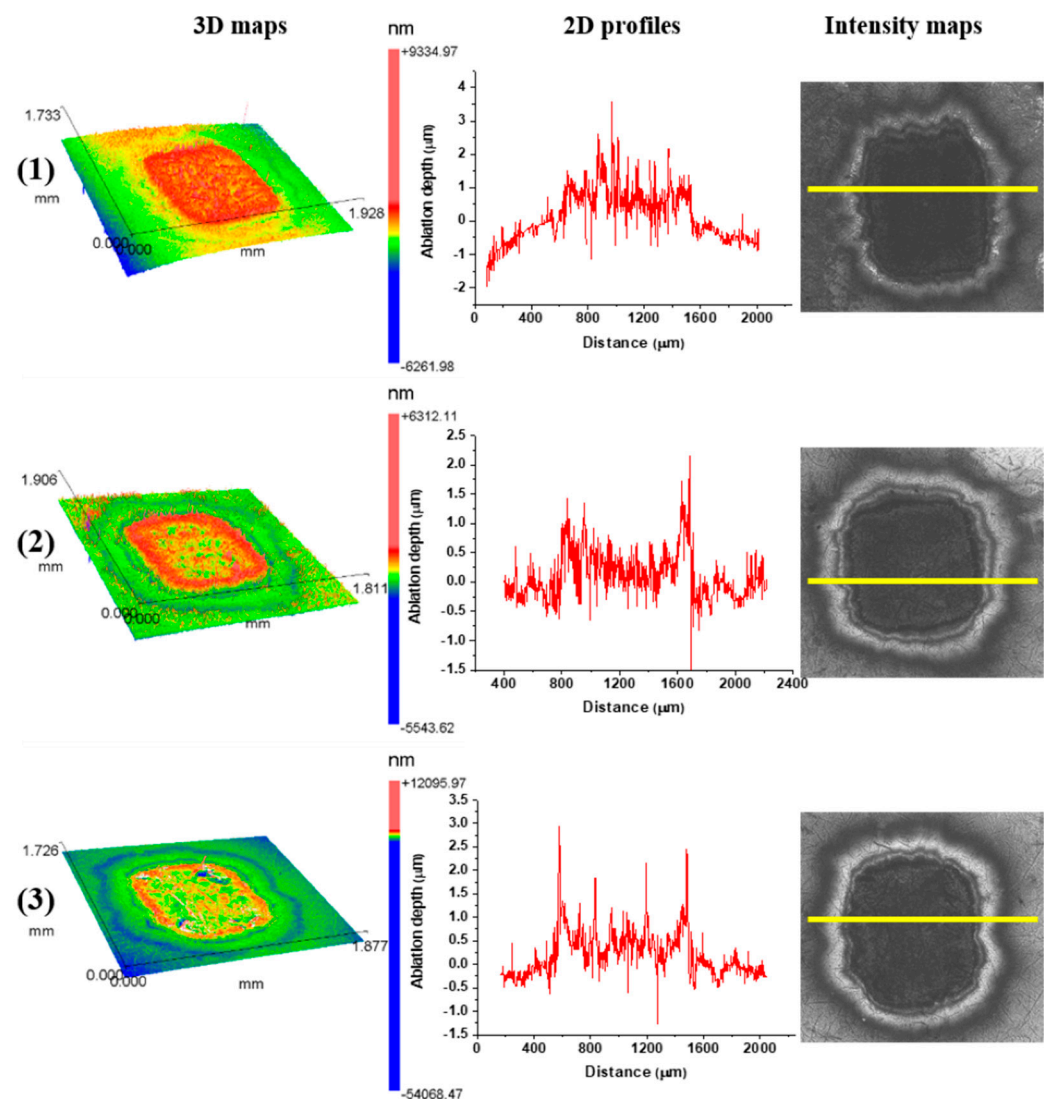 3D maps 2D profiles Intensity maps
(1)
nm
+9334.97
-6261.98
1.733
mm
0.000
0.000
mm
1.928
Ablation depth (μm)
4
3
2
1
0
-1
-2
0 400 800 1200 1600 2000
Distance (μm)
(2)
nm
+6312.11
-5543.62
1.906
mm
0.000
0.000
mm
1.811
Ablation depth (μm)
2.5
2.0
1.5
1.0
0.5
0.0
-0.5
-1.0
-1.5
400 800 1200 1600 2000 2400
Distance (μm)
(3)
nm
+12095.97
-54068.47
1.726
mm
0.000
0.000
mm
1.877
Ablation depth (μm)
3.5
3.0
2.5
2.0
1.5
1.0
0.5
0.0
-0.5
-1.0
-1.5
0 400 800 1200 1600 2000
Distance (μm)